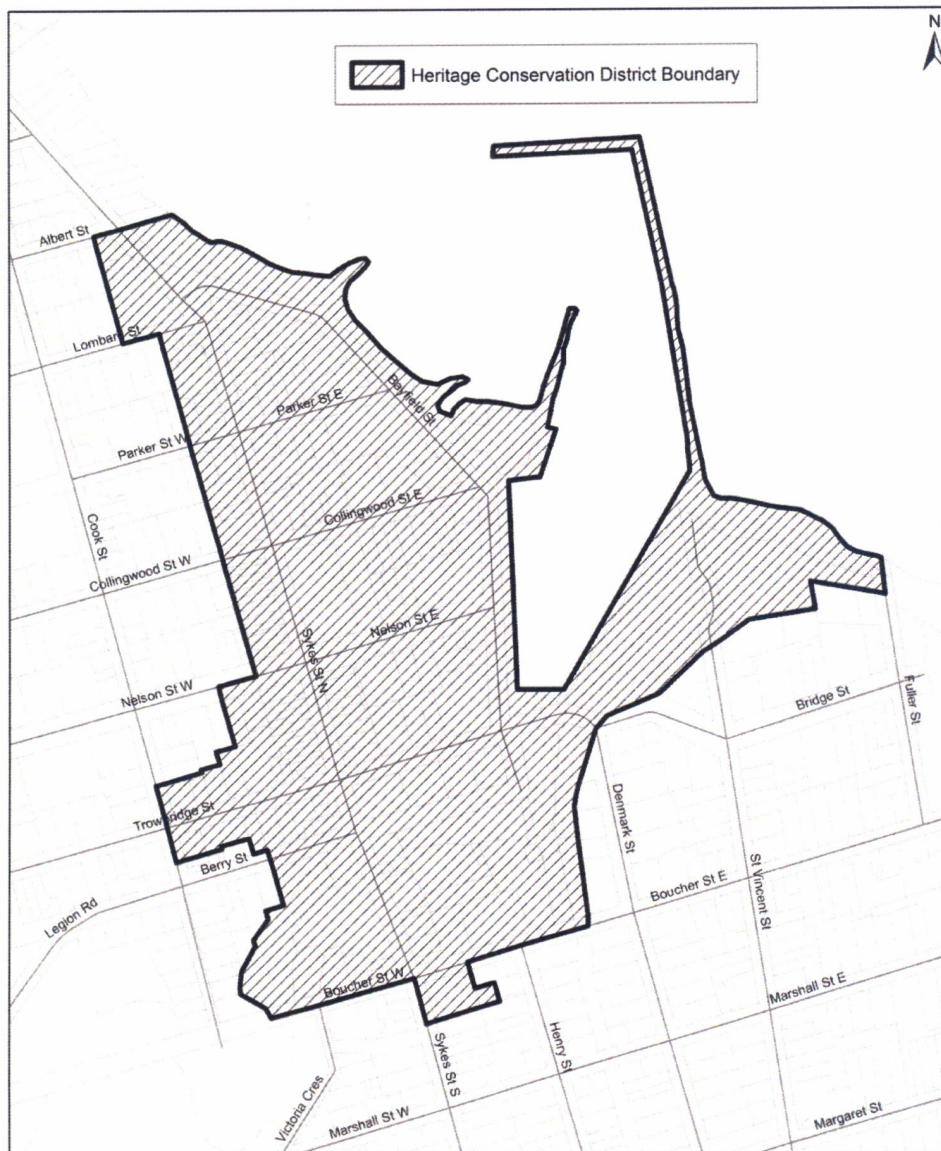 N
Heritage Conservation District Boundary
Albert St
Lombard St
Parker St W
Parker St E
Bayfield St
Cook St
Collingwood St W
Collingwood St E
Nelson St W
Nelson St E
Sykes St N
Trowbridge St
Bridge St
Fuller St
Denmark St
Berry St
Legion Rd
St Vincent St
Boucher St E
Boucher St W
Marshall St E
Henry St
Sykes St S
Victoria Cres
Marshall St W
Margaret St